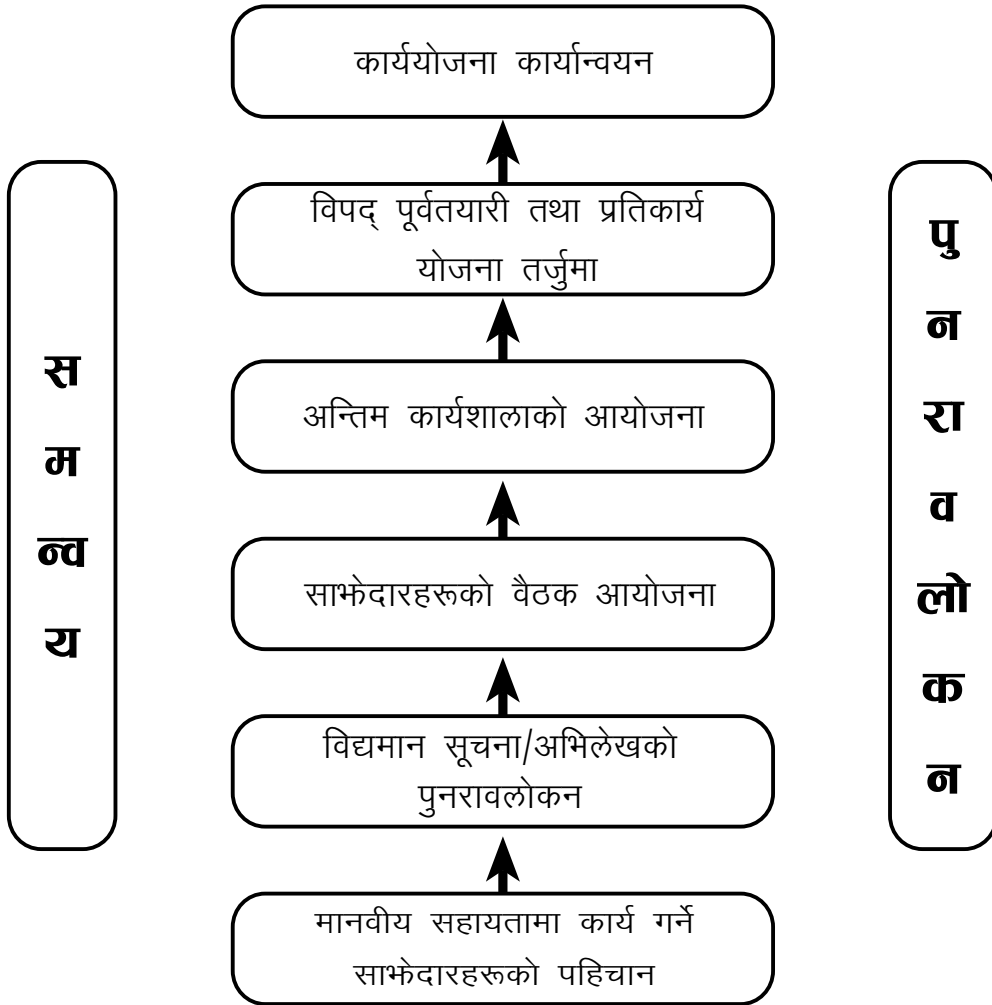 कार्ययोजना कार्यान्वयन
विपद् पूर्वतयारी तथा प्रतिकार्य
योजना तर्जुमा
अन्तिम कार्यशालाको आयोजना
साझेदारहरूको वैठक आयोजना
विद्यमान सूचना/अभिलेखको
पुनरावलोकन
मानवीय सहायतामा कार्य गर्ने
साझेदारहरूको पहिचान
स
म
न्व
य
पु
न
रा
व
लो
क
न